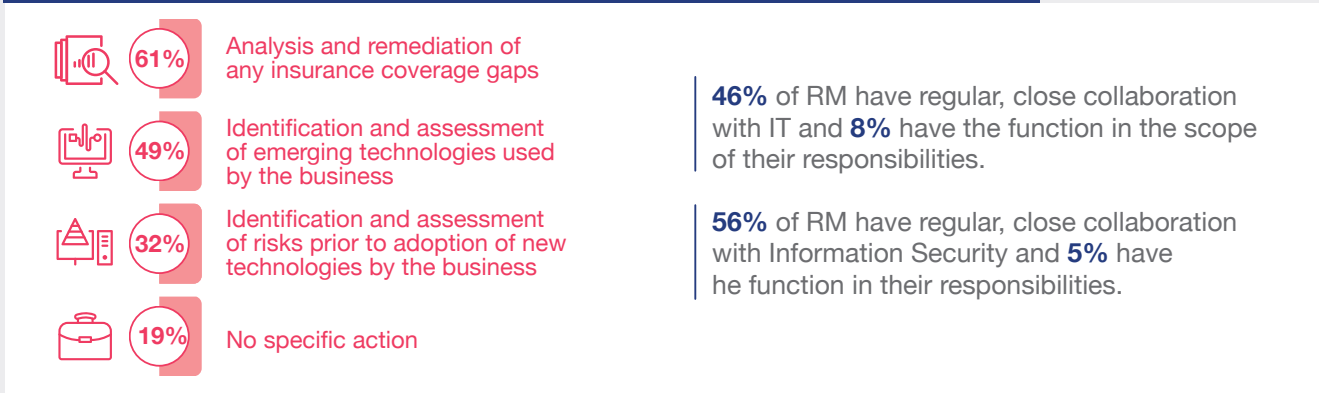 61%
Analysis and remediation of
any insurance coverage gaps
49%
Identification and assessment
of emerging technologies used
by the business
32%
Identification and assessment
of risks prior to adoption of new
technologies by the business
19%
No specific action
46% of RM have regular, close collaboration
with IT and 8% have the function in the scope
of their responsibilities.
56% of RM have regular, close collaboration
with Information Security and 5% have
he function in their responsibilities.